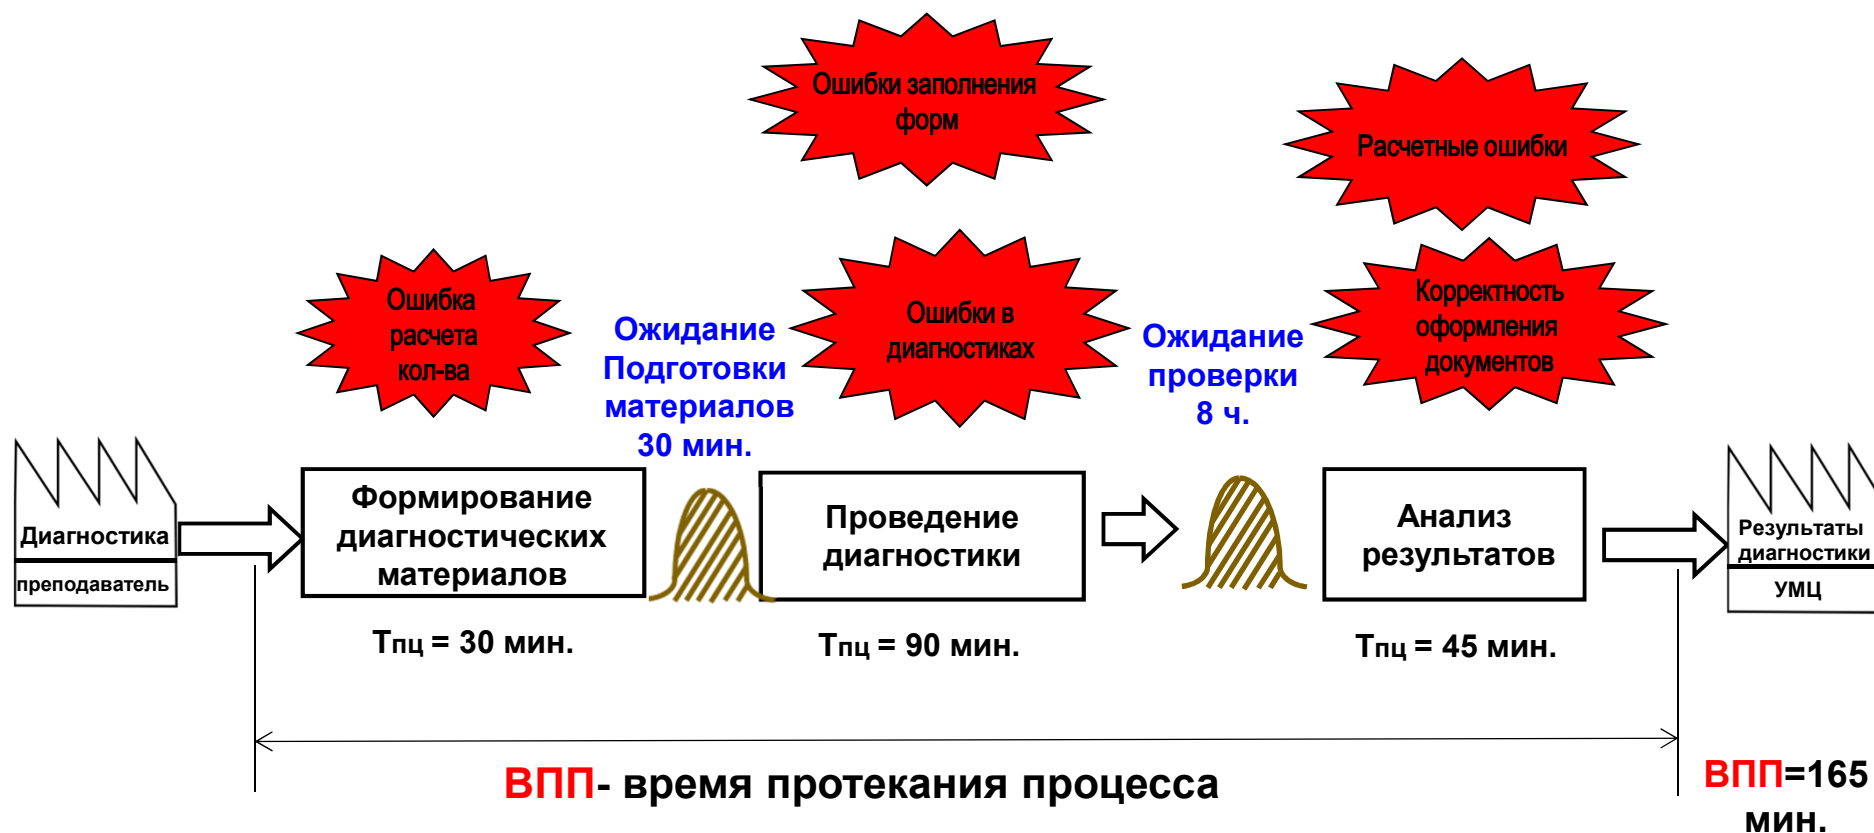 Ошибки заполнения
форм
Расчетные ошибки
Ошибка
расчета
кол-ва
Ожидание
Подготовки
материалов
30 мин.
Ошибки в
диагностиках
Ожидание
проверки
8 ч.
Корректность
оформления
документов
Диагностика
преподаватель
Формирование
диагностических
материалов
Проведение
диагностики
Анализ
результатов
Результаты
диагностики
УМЦ
Тпц = 30 мин.
Тпц = 90 мин.
Тпц = 45 мин.
ВПП- время протекания процесса
ВПП=165
мин.